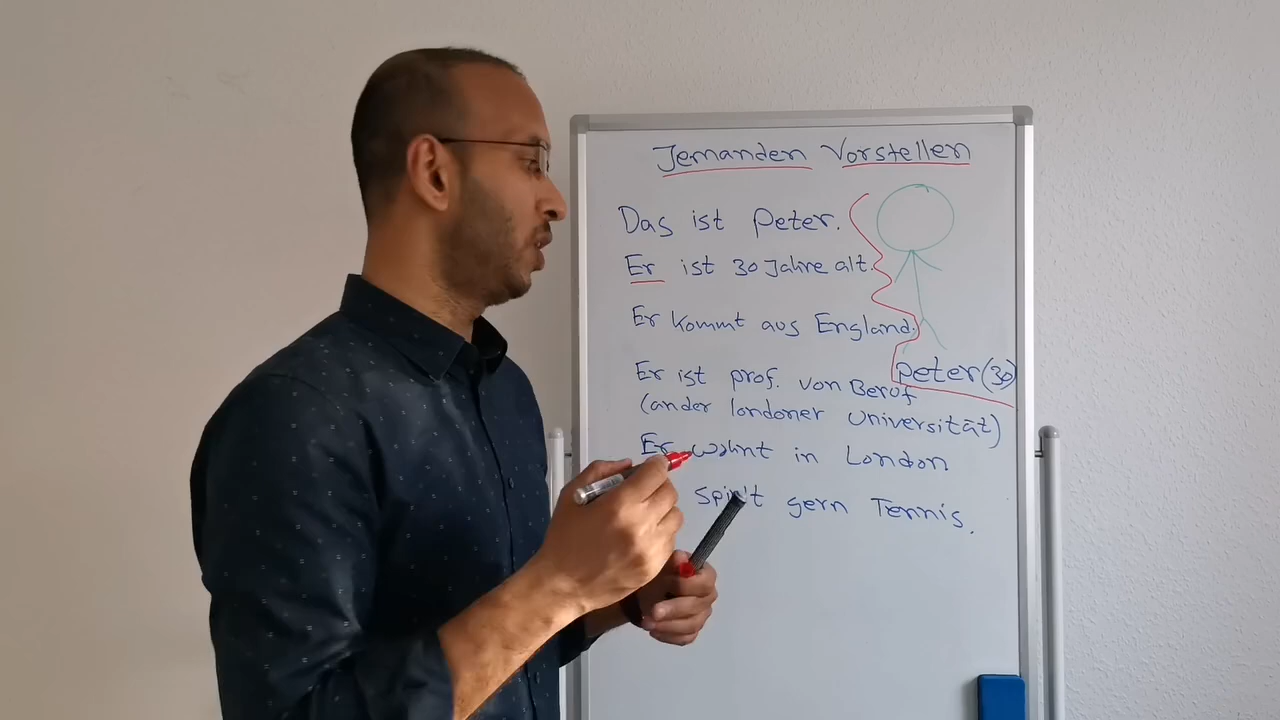 Jemanden Vorstellen
Das ist Peter.
Er ist 30 Jahre alt.
Er kommt aus England.
Er ist prof. von Beruf
(an der londoner Universität)
Er wohnt in London
gern Tennis.
peter (30)